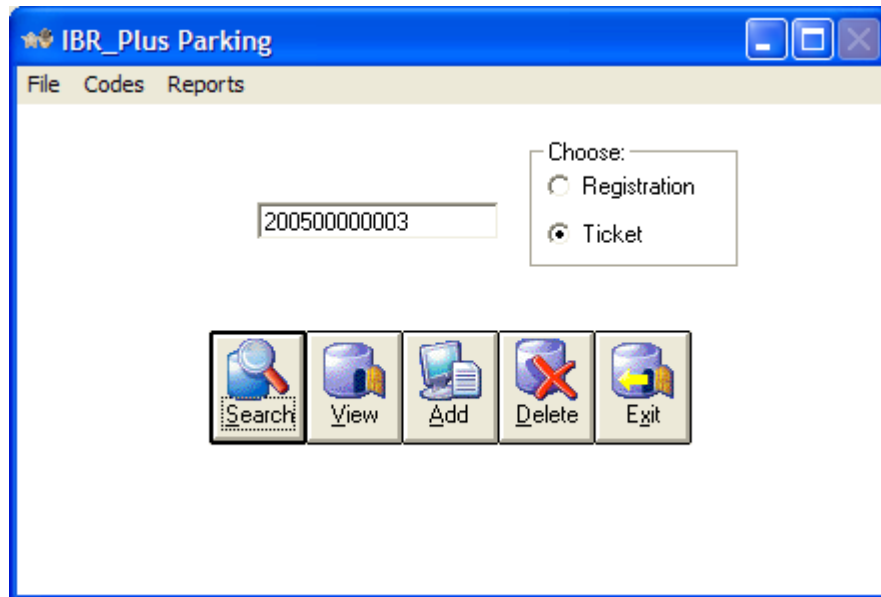 IBR_Plus Parking
File Codes Reports
Choose:
Registration
200500000003
Ticket
Search View Add Delete Exit